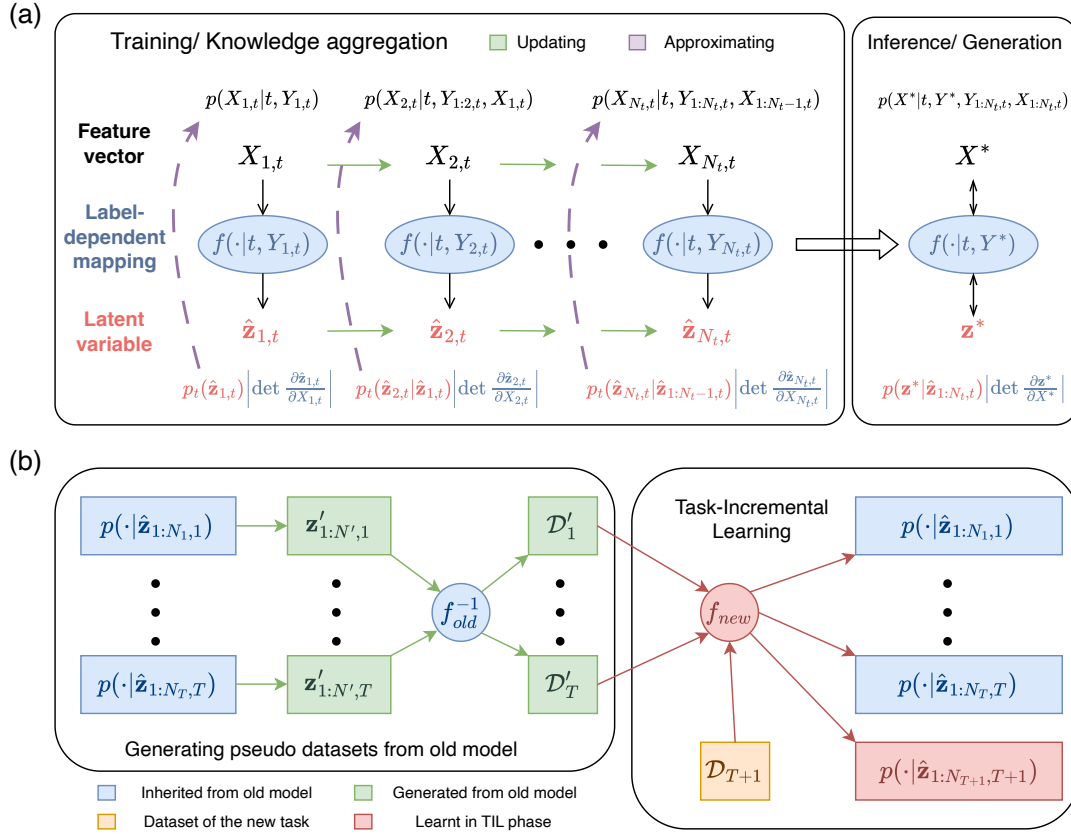 (a)
Training/ Knowledge aggregation
Updating
Approximating
Inference/ Generation
p(X_{1,t}|t, Y_{1,t})
p(X_{2,t}|t, Y_{1:2,t}, X_{1,t})
p(X_{N_t,t}|t, Y_{1:N_t,t}, X_{1:N_t−1,t})
p(X^*|t, Y^*, Y_{1:N_t,t}, X_{1:N_t,t})
Feature
vector
X_{1,t}
X_{2,t}
X_{N_t,t}
X^*
Label-
dependent
mapping
f(·|t, Y_{1,t})
f(·|t, Y_{2,t})
• • •
f(·|t, Y_{N_t,t})
f(·|t, Y^*)
Latent
variable
ẑ_{1,t}
ẑ_{2,t}
ẑ_{N_t,t}
z^*
p_t(ẑ_{1,t})|det ∂ẑ_{1,t}/∂X_{1,t}|
p_t(ẑ_{2,t}|ẑ_{1,t})|det ∂ẑ_{2,t}/∂X_{2,t}|
p_t(ẑ_{N_t,t}|ẑ_{1:N_t−1,t})|det ∂ẑ_{N_t,t}/∂X_{N_t,t}|
p(z^*|ẑ_{1:N_t,t})|det ∂z^*/∂X^*|
(b)
p(·|ẑ_{1:N_1,1})
z'_{1:N',1}
D'_1
f^{-1}_{old}
p(·|ẑ_{1:N_T,T})
z'_{1:N',T}
D'_T
Generating pseudo datasets from old model
Task-Incremental
Learning
f_{new}
D_{T+1}
p(·|ẑ_{1:N_1,1})
p(·|ẑ_{1:N_T,T})
p(·|ẑ_{1:N_{T+1},T+1})
Inherited from old model
Generated from old model
Dataset of the new task
Learnt in TIL phase